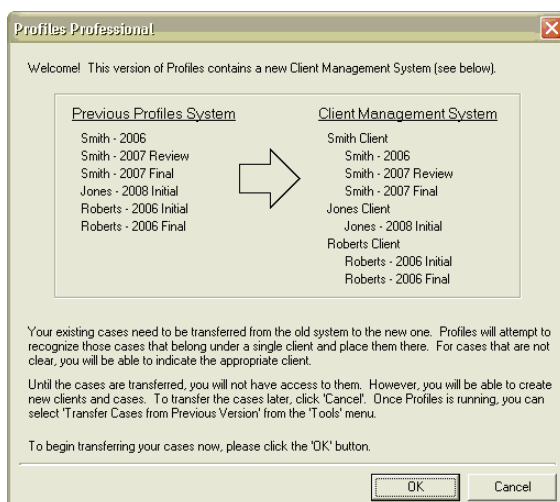 Profiles Professional
Welcome! This version of Profiles contains a new Client Management System (see below).
Previous Profiles System
Smith - 2006
Smith - 2007 Review
Smith - 2007 Final
Jones - 2008 Initial
Roberts - 2006 Initial
Roberts - 2006 Final
Client Management System
Smith Client
Smith - 2006
Smith - 2007 Review
Smith - 2007 Final
Jones Client
Jones - 2008 Initial
Roberts Client
Roberts - 2006 Initial
Roberts - 2006 Final
Your existing cases need to be transferred from the old system to the new one. Profiles will attempt to
recognize those cases that belong under a single client and place them there. For cases that are not
clear, you will be able to indicate the appropriate client.
Until the cases are transferred, you will not have access to them. However, you will be able to create
new clients and cases. To transfer the cases later, click 'Cancel'. Once Profiles is running, you can
select 'Transfer Cases from Previous Version' from the 'Tools' menu.
To begin transferring your cases now, please click the 'OK' button.
OK
Cancel